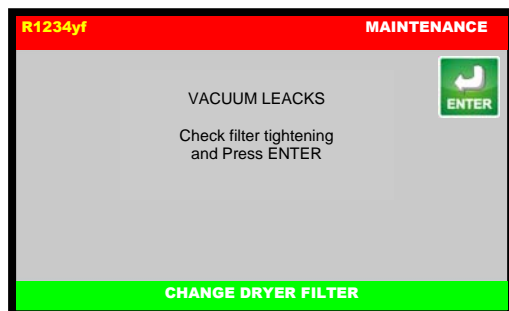 R1234yf MAINTENANCE
ENTER
VACUUM LEACKS
Check filter tightening
and Press ENTER
CHANGE DRYER FILTER